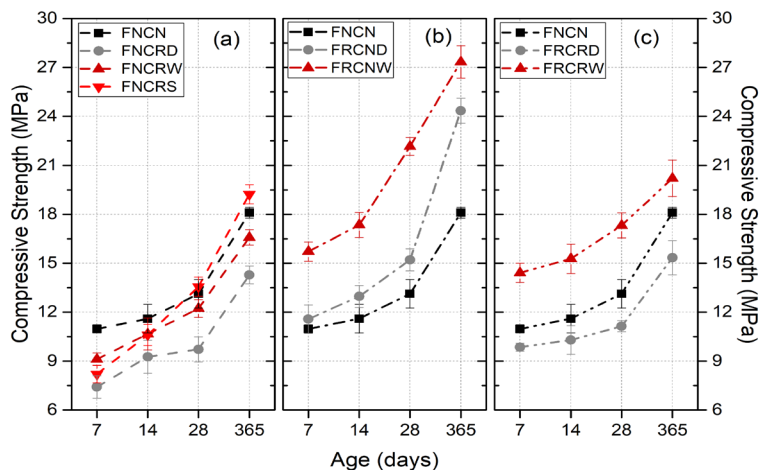 Compressive Strength (MPa)
30
27
24
21
18
15
12
9
6
(a)
FNCN
FNCRD
FNCRW
FNCRS
7 14 28 365
(b)
FNCN
FRCND
FRCNW
7 14 28 365
(c)
FNCN
FRCRD
FRCRW
7 14 28 365
30
27
24
21
18
15
12
9
6
Compressive Strength (MPa)
Age (days)